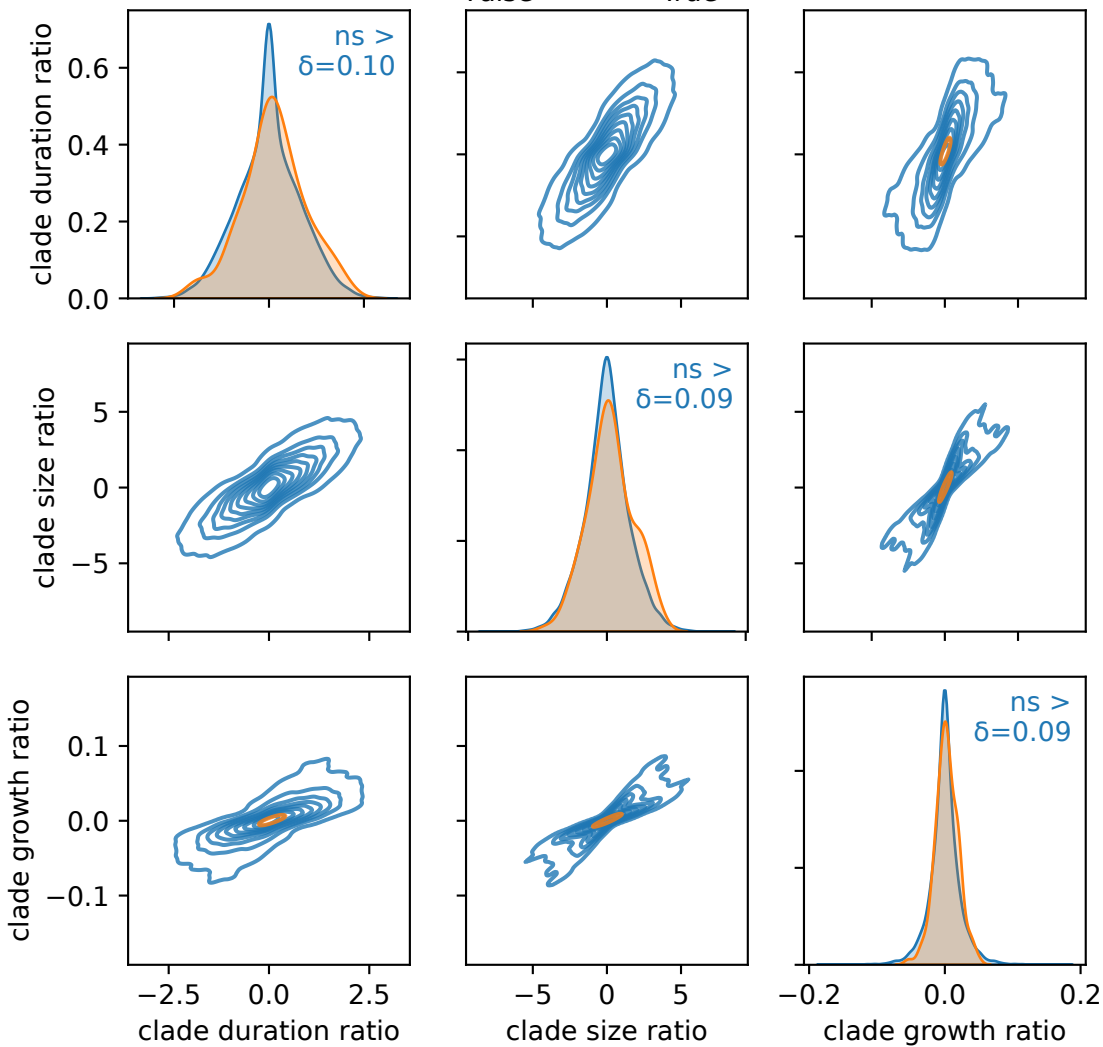 clade duration ratio
0.6
0.4
0.2
0.0
ns >
δ=0.10
−5
0
5
clade size ratio
5
0
−5
ns >
δ=0.09
clade growth ratio
0.1
0.0
−0.1
ns >
δ=0.09
−2.5
0.0
2.5
−5
0
5
−0.2
0.0
0.2
clade duration ratio
clade size ratio
clade growth ratio